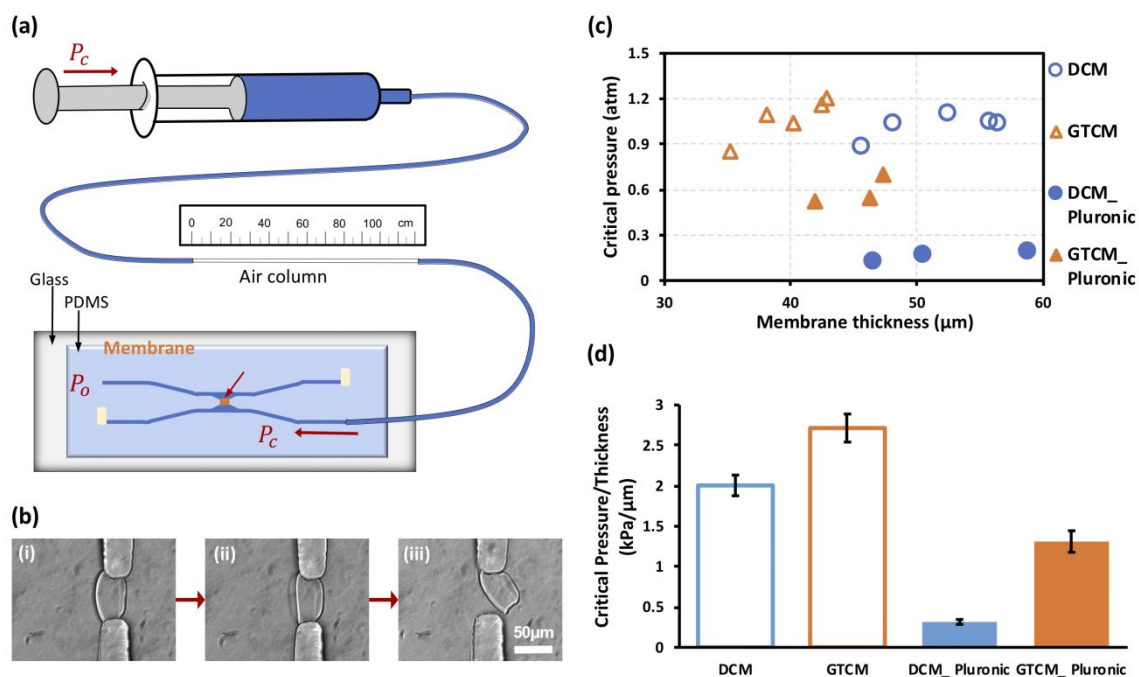 (a)
P_c
0 20 40 60 80 100 cm
Air column
Glass
PDMS
Membrane
P_o
P_c
(b)
(i)
(ii)
(iii)
50μm
(c)
Critical pressure (atm)
1.5
1.2
0.9
0.6
0.3
0
30 40 50 60
Membrane thickness (μm)
DCM
GTCM
DCM_
Pluronic
GTCM_
Pluronic
(d)
Critical Pressure/Thickness
(kPa/μm)
3
2.5
2
1.5
1
0.5
0
DCM GTCM DCM_ Pluronic GTCM_ Pluronic